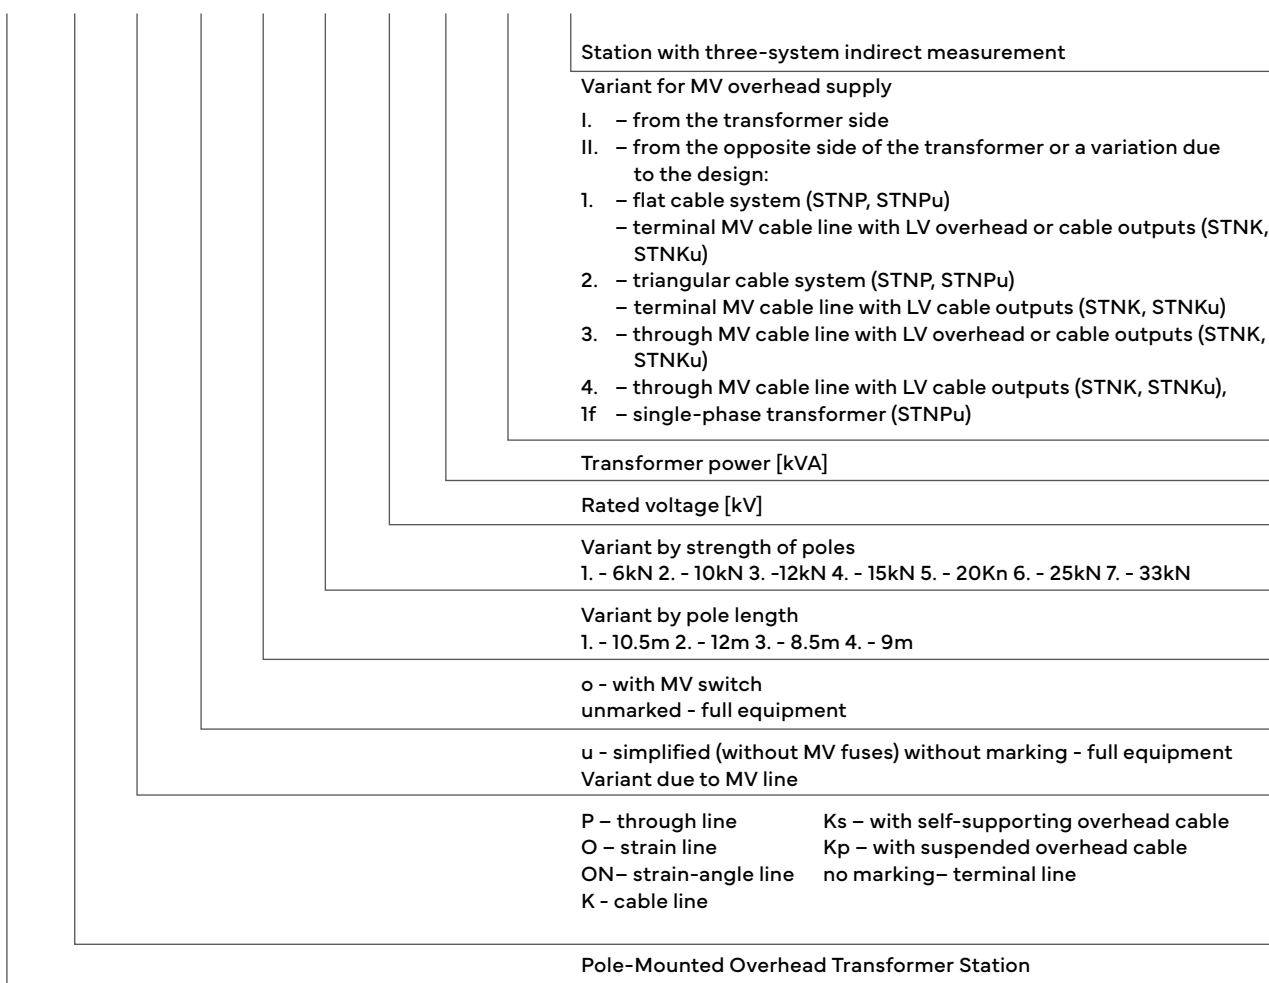 Station with three-system indirect measurement
Variant for MV overhead supply
I. – from the transformer side
II. – from the opposite side of the transformer or a variation due
to the design:
1. – flat cable system (STNP, STNPu)
– terminal MV cable line with LV overhead or cable outputs (STNK,
STNKu)
2. – triangular cable system (STNP, STNPu)
– terminal MV cable line with LV cable outputs (STNK, STNKu)
3. – through MV cable line with LV overhead or cable outputs (STNK,
STNKu)
4. – through MV cable line with LV cable outputs (STNK, STNKu),
1f – single-phase transformer (STNPu)
Transformer power [kVA]
Rated voltage [kV]
Variant by strength of poles
1. - 6kN 2. - 10kN 3. -12kN 4. - 15kN 5. - 20Kn 6. - 25kN 7. - 33kN
Variant by pole length
1. - 10.5m 2. - 12m 3. - 8.5m 4. - 9m
o - with MV switch
unmarked - full equipment
u - simplified (without MV fuses) without marking - full equipment
Variant due to MV line
P – through line Ks – with self-supporting overhead cable
O – strain line Kp – with suspended overhead cable
ON– strain-angle line no marking– terminal line
K - cable line
Pole-Mounted Overhead Transformer Station